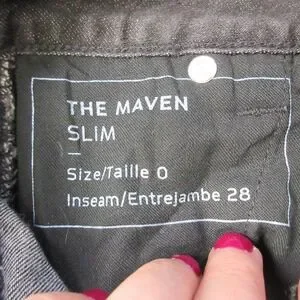 THE MAVEN
SLIM
Size/Taille 0
Inseam/Entrejambe 28